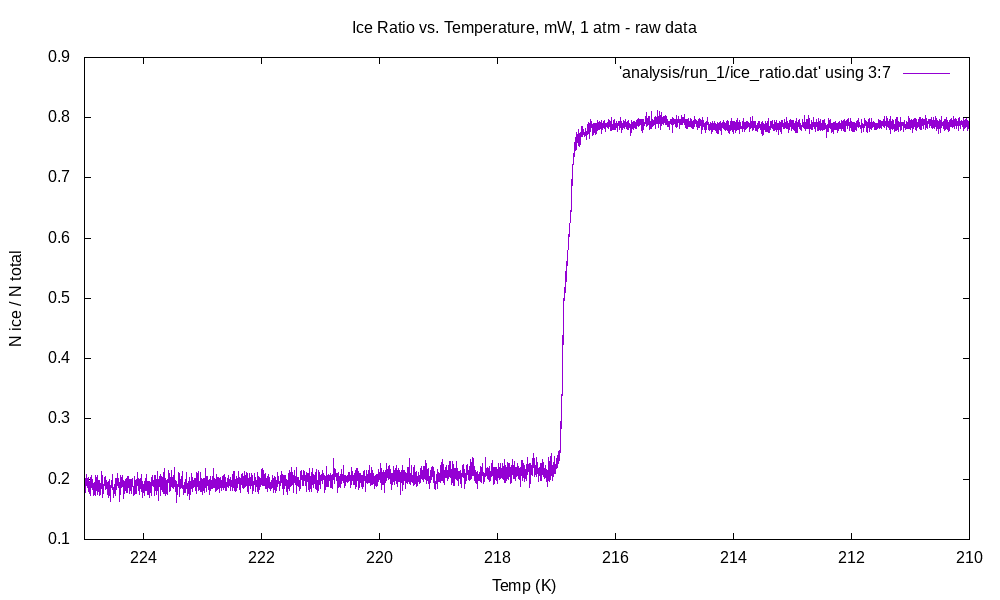 Ice Ratio vs. Temperature, mW, 1 atm - raw data
'analysis/run_1/ice_ratio.dat' using 3:7
0.9
0.8
0.7
0.6
0.5
0.4
0.3
0.2
0.1
N ice / N total
224 222 220 218 216 214 212 210
Temp (K)